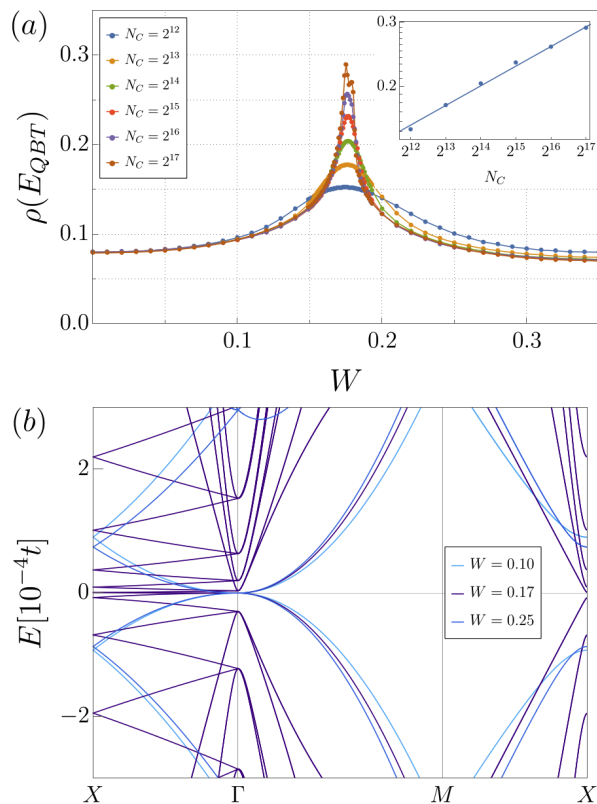 (a)
0.3
0.2
0.1
0.0
ρ(E_{QBT})
N_C = 2^{12}
N_C = 2^{13}
N_C = 2^{14}
N_C = 2^{15}
N_C = 2^{16}
N_C = 2^{17}
0.3
0.2
2^{12} 2^{13} 2^{14} 2^{15} 2^{16} 2^{17}
N_C
0.1 0.2 0.3
W
(b)
E[10^{-4}t]
2
0
−2
W = 0.10
W = 0.17
W = 0.25
X Γ M X